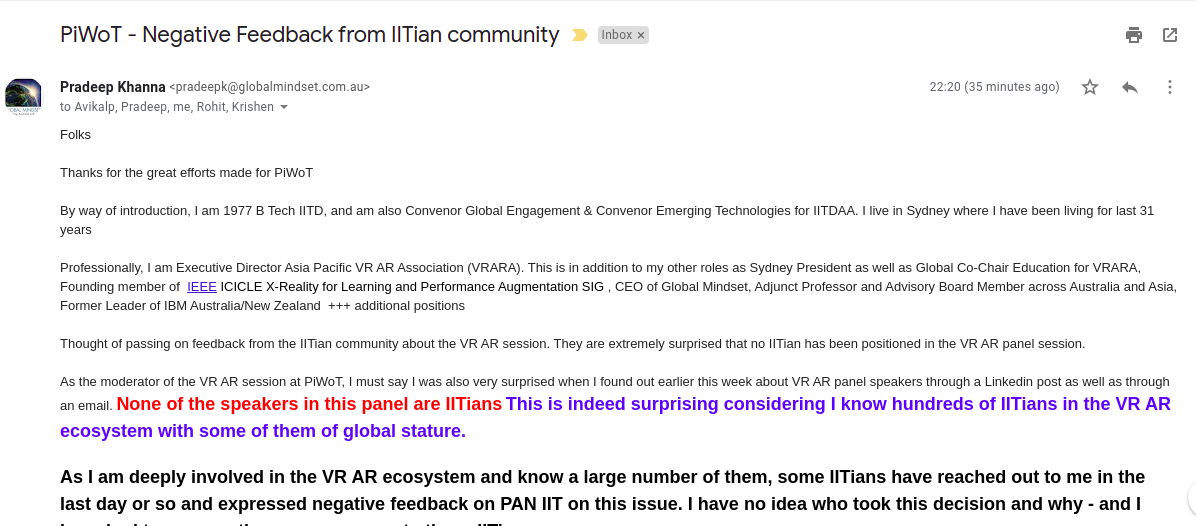 PiWoT - Negative Feedback from IITian community
Inbox ×
Pradeep Khanna <pradeepk@globalmindset.com.au>
22:20 (35 minutes ago)
to Avikalp, Pradeep, me, Rohit, Krishen
Folks
Thanks for the great efforts made for PiWoT
By way of introduction, I am 1977 B Tech IITD, and am also Convenor Global Engagement & Convenor Emerging Technologies for IITDAA. I live in Sydney where I have been living for last 31
years
Professionally, I am Executive Director Asia Pacific VR AR Association (VRARA). This is in addition to my other roles as Sydney President as well as Global Co-Chair Education for VRARA,
Founding member of IEEE ICICLE X-Reality for Learning and Performance Augmentation SIG , CEO of Global Mindset, Adjunct Professor and Advisory Board Member across Australia and Asia,
Former Leader of IBM Australia/New Zealand +++ additional positions
Thought of passing on feedback from the IITian community about the VR AR session. They are extremely surprised that no IITian has been positioned in the VR AR panel session.
As the moderator of the VR AR session at PiWoT, I must say I was also very surprised when I found out earlier this week about VR AR panel speakers through a Linkedin post as well as through
an email. None of the speakers in this panel are IITians This is indeed surprising considering I know hundreds of IITians in the VR AR
ecosystem with some of them of global stature.
As I am deeply involved in the VR AR ecosystem and know a large number of them, some IITians have reached out to me in the
last day or so and expressed negative feedback on PAN IIT on this issue. I have no idea who took this decision and why - and I